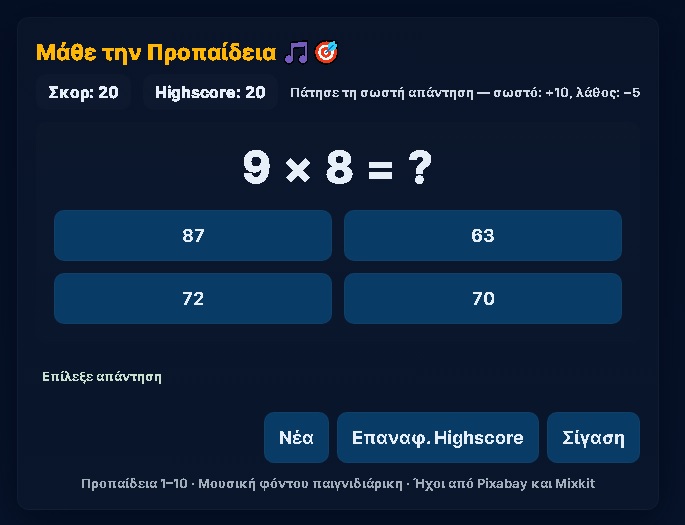 Μάθε την Προπαίδεια 🎵🎯
Σκορ: 20 Highscore: 20 Πάτησε τη σωστή απάντηση — σωστό: +10, λάθος: −5
9 × 8 = ?
87 63
72 70
Επίλεξε απάντηση
Νέα Επαναφ. Highscore Σίγαση
Προπαίδεια 1–10 · Μουσική φόντου παιγνιδιάρικη · Ήχοι από Pixabay και Mixkit